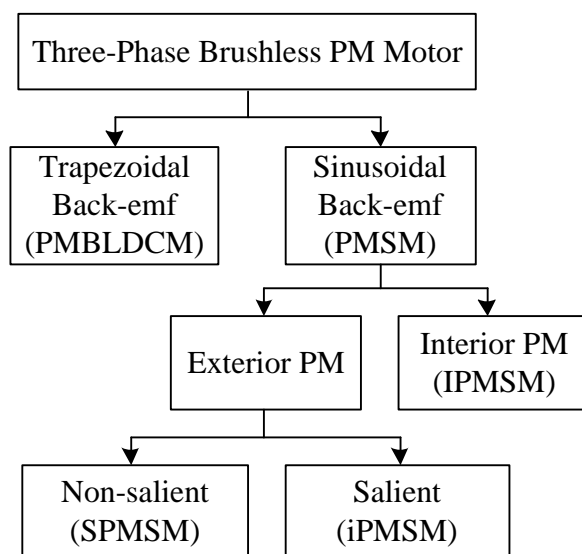 Three-Phase Brushless PM Motor
Trapezoidal
Back-emf
(PMBLDCM)
Sinusoidal
Back-emf
(PMSM)
Exterior PM
Interior PM
(IPMSM)
Non-salient
(SPMSM)
Salient
(iPMSM)